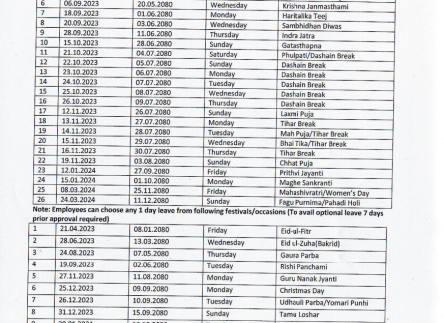 6 06.09.2023 20.05.2080 Wednesday Krishna Janmasthami
7 18.09.2023 01.06.2080 Monday Haritalika Teej
8 20.09.2023 03.06.2080 Wednesday Sambhidhan Diwas
9 28.09.2023 11.06.2080 Thursday Indra Jatra
10 15.10.2023 28.06.2080 Sunday Gatasthapna
11 21.10.2023 04.07.2080 Saturday Phulpati/Dashain Break
12 22.10.2023 05.07.2080 Sunday Dashain Break
13 23.10.2023 06.07.2080 Monday Dashain Break
14 24.10.2023 07.07.2080 Tuesday Dashain Break
15 25.10.2023 08.07.2080 Wednesday Dashain Break
16 26.10.2023 09.07.2080 Thursday Dashain Break
17 12.11.2023 26.07.2080 Sunday Laxmi Puja
18 13.11.2023 27.07.2080 Monday Tihar Break
19 14.11.2023 28.07.2080 Tuesday Mah Puja/Tihar Break
20 15.11.2023 29.07.2080 Wednesday Bhai Tika/Tihar Break
21 16.11.2023 30.07.2080 Thursday Tihar Break
22 19.11.2023 03.08.2080 Sunday Chhat Puja
23 12.01.2024 27.09.2080 Friday Prithvi Jayanti
24 15.01.2024 01.10.2080 Monday Maghe Sankranti
25 08.03.2024 25.11.2080 Friday Mahashivratri/Women's Day
26 24.03.2024 11.12.2080 Sunday Fagu Purnima/Pahadi Holi
Note: Employees can choose any 1 day leave from following festivals/occasions (To avail optional leave 7 days
prior approval required)
1 21.04.2023 08.01.2080 Friday Eid-ul-Fitr
2 28.06.2023 13.03.2080 Wednesday Eid ul-Zuha(Bakrid)
3 24.08.2023 07.05.2080 Thursday Gaura Parba
4 19.09.2023 02.06.2080 Tuesday Rishi Panchami
5 27.11.2023 11.08.2080 Monday Guru Nanak Jyanti
6 25.12.2023 09.09.2080 Monday Christmas Day
7 26.12.2023 10.09.2080 Tuesday Udhauli Parba/Yomari Punhi
8 31.12.2023 15.09.2080 Sunday Tamu Loshar